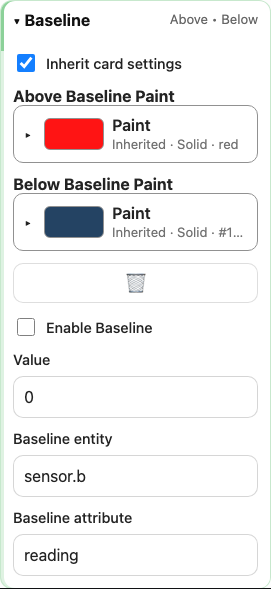 ▾ Baseline Above • Below
Inherit card settings
Above Baseline Paint
▸ Paint
Inherited · Solid · red
Below Baseline Paint
▸ Paint
Inherited · Solid · #1...
Enable Baseline
Value
0
Baseline entity
sensor.b
Baseline attribute
reading